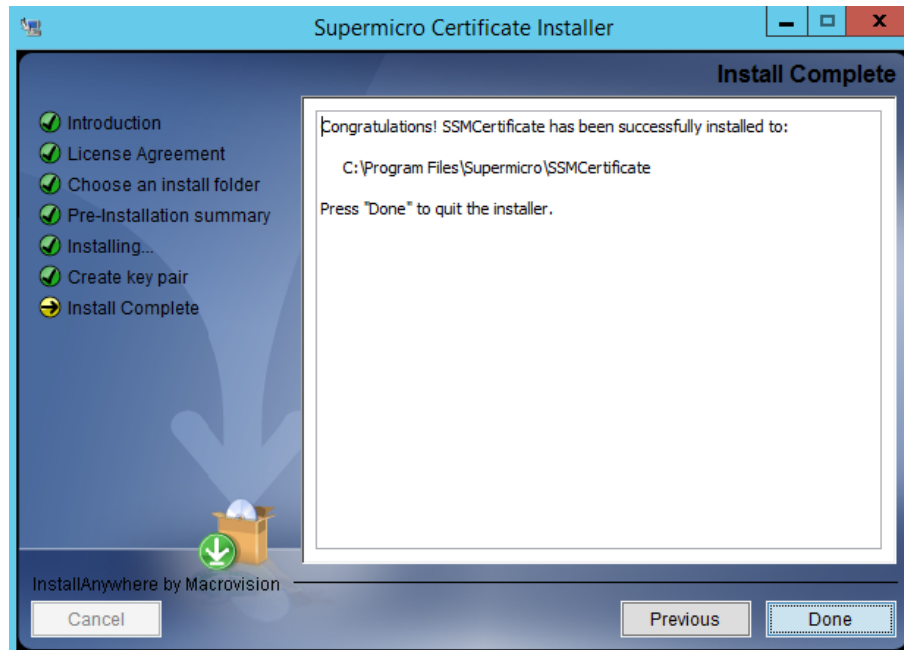 Supermicro Certificate Installer
Install Complete
Introduction
License Agreement
Choose an install folder
Pre-Installation summary
Installing...
Create key pair
Install Complete
Congratulations! SSMCertificate has been successfully installed to:
C:\Program Files\Supermicro\SSMCertificate
Press "Done" to quit the installer.
InstallAnywhere by Macrovision
Cancel
Previous
Done